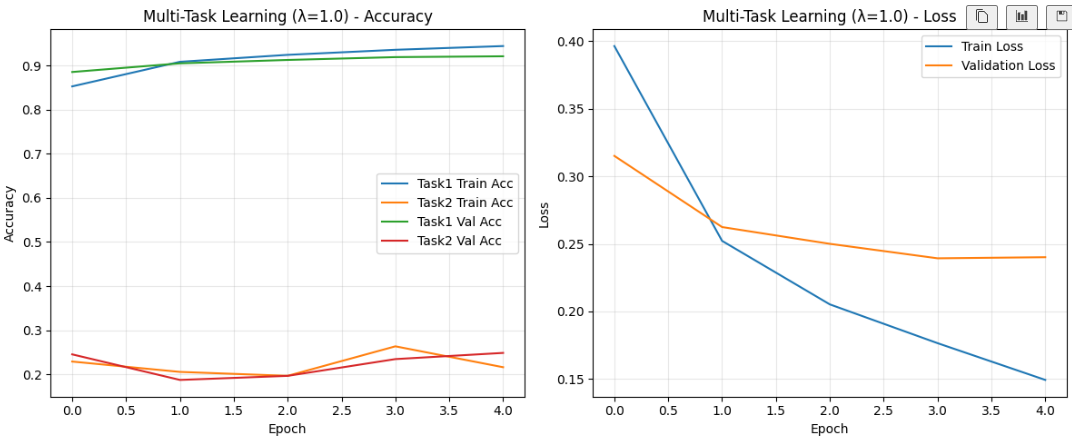 Multi-Task Learning (λ=1.0) - Accuracy
0.9
0.8
0.7
0.6
0.5
0.4
0.3
0.2
Accuracy
Task1 Train Acc
Task2 Train Acc
Task1 Val Acc
Task2 Val Acc
0.0 0.5 1.0 1.5 2.0 2.5 3.0 3.5 4.0
Epoch
Multi-Task Learning (λ=1.0) - Loss
0.40
0.35
0.30
0.25
0.20
0.15
Loss
Train Loss
Validation Loss
0.0 0.5 1.0 1.5 2.0 2.5 3.0 3.5 4.0
Epoch